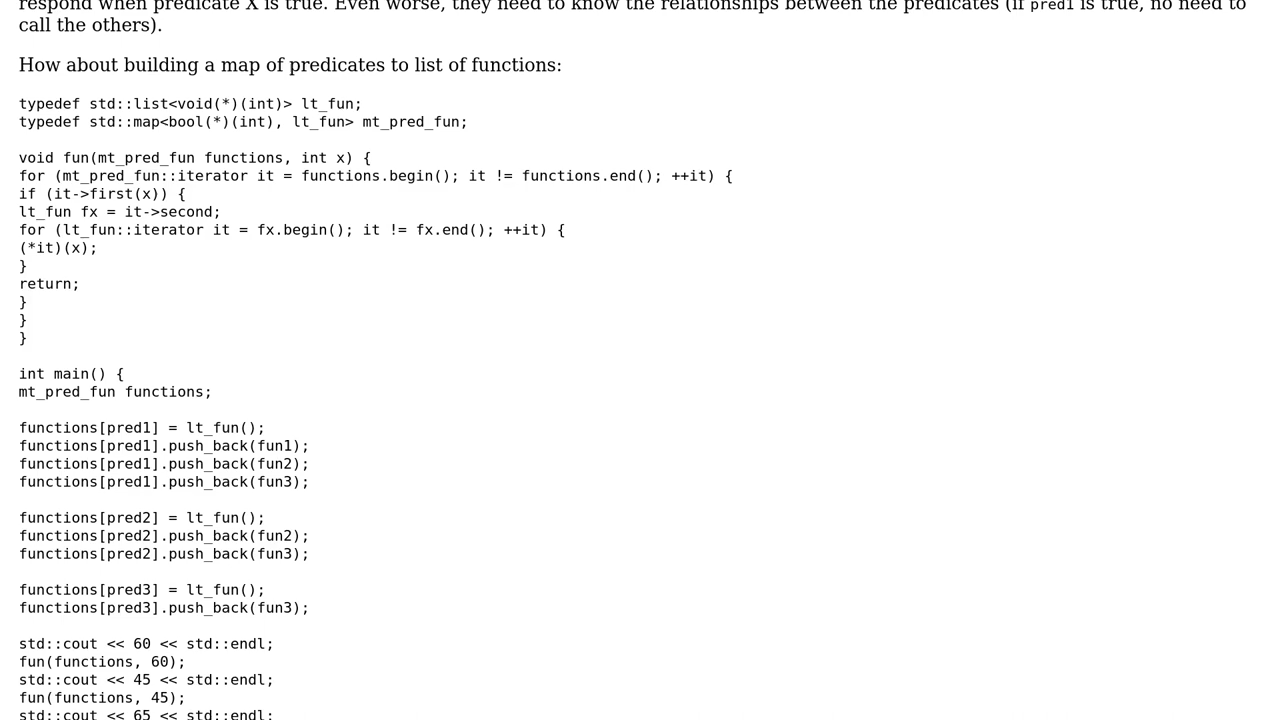 respond when predicate X is true. Even worse, they need to know the relationships between the predicates (if pred1 is true, no need to
call the others).
How about building a map of predicates to list of functions:
typedef std::list<void(*)(int)> lt_fun;
typedef std::map<bool(*)(int), lt_fun> mt_pred_fun;
void fun(mt_pred_fun functions, int x) {
for (mt_pred_fun::iterator it = functions.begin(); it != functions.end(); ++it) {
if (it->first(x)) {
lt_fun fx = it->second;
for (lt_fun::iterator it = fx.begin(); it != fx.end(); ++it) {
(*it)(x);
}
return;
}
}
}
int main() {
mt_pred_fun functions;
functions[pred1] = lt_fun();
functions[pred1].push_back(fun1);
functions[pred1].push_back(fun2);
functions[pred1].push_back(fun3);
functions[pred2] = lt_fun();
functions[pred2].push_back(fun2);
functions[pred2].push_back(fun3);
functions[pred3] = lt_fun();
functions[pred3].push_back(fun3);
std::cout << 60 << std::endl;
fun(functions, 60);
std::cout << 45 << std::endl;
fun(functions, 45);
std::cout << 65 << std::endl;